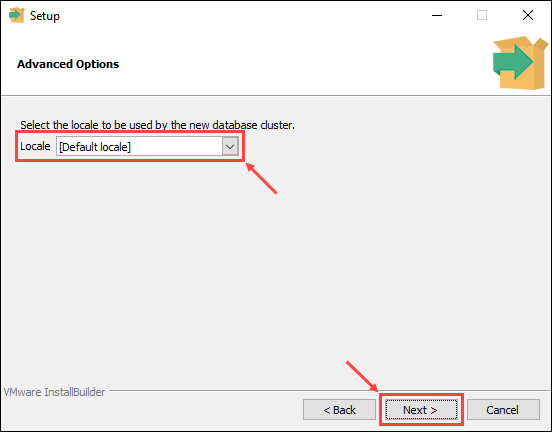 Setup
Advanced Options
Select the locale to be used by the new database cluster.
Locale [Default locale]
VMware InstallBuilder
< Back Next > Cancel